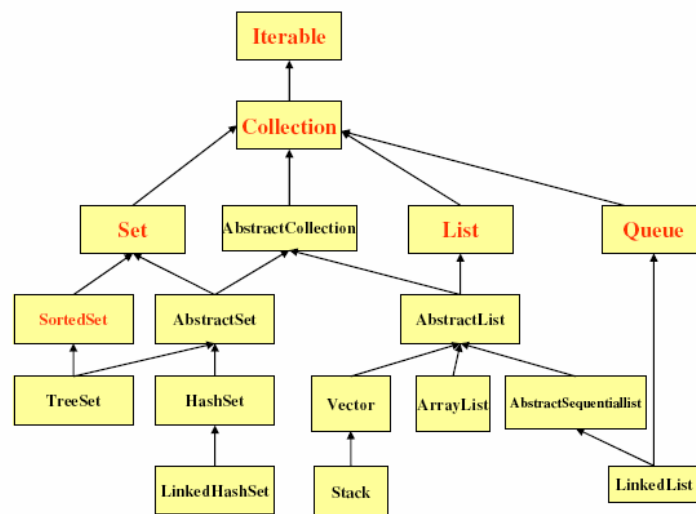 Iterable
Collection
Set
AbstractCollection
List
Queue
SortedSet
AbstractSet
AbstractList
TreeSet
HashSet
Vector
ArrayList
AbstractSequentiallist
LinkedHashSet
Stack
LinkedList